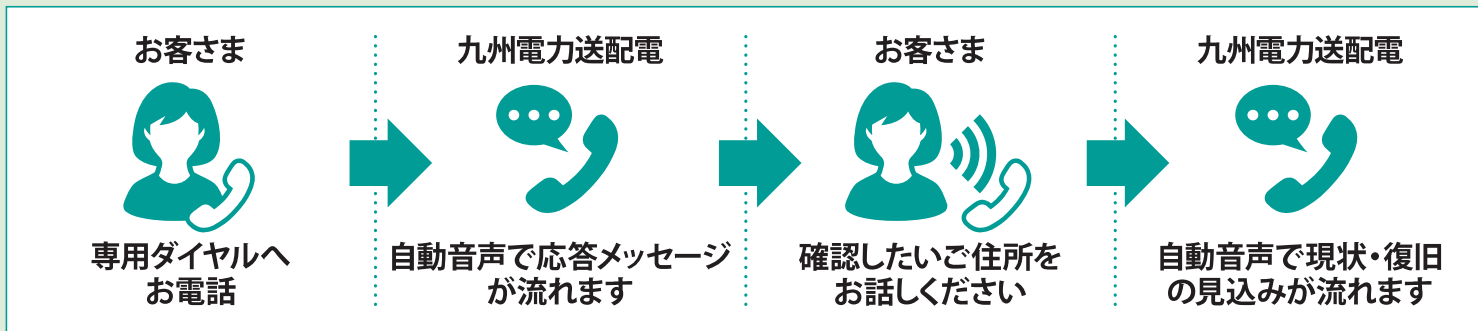 お客さま
専用ダイヤルへ
お電話
九州電力送配電
自動音声で応答メッセージ
が流れます
お客さま
確認したいご住所を
お話しください
九州電力送配電
自動音声で現状・復旧
の見込みが流れます